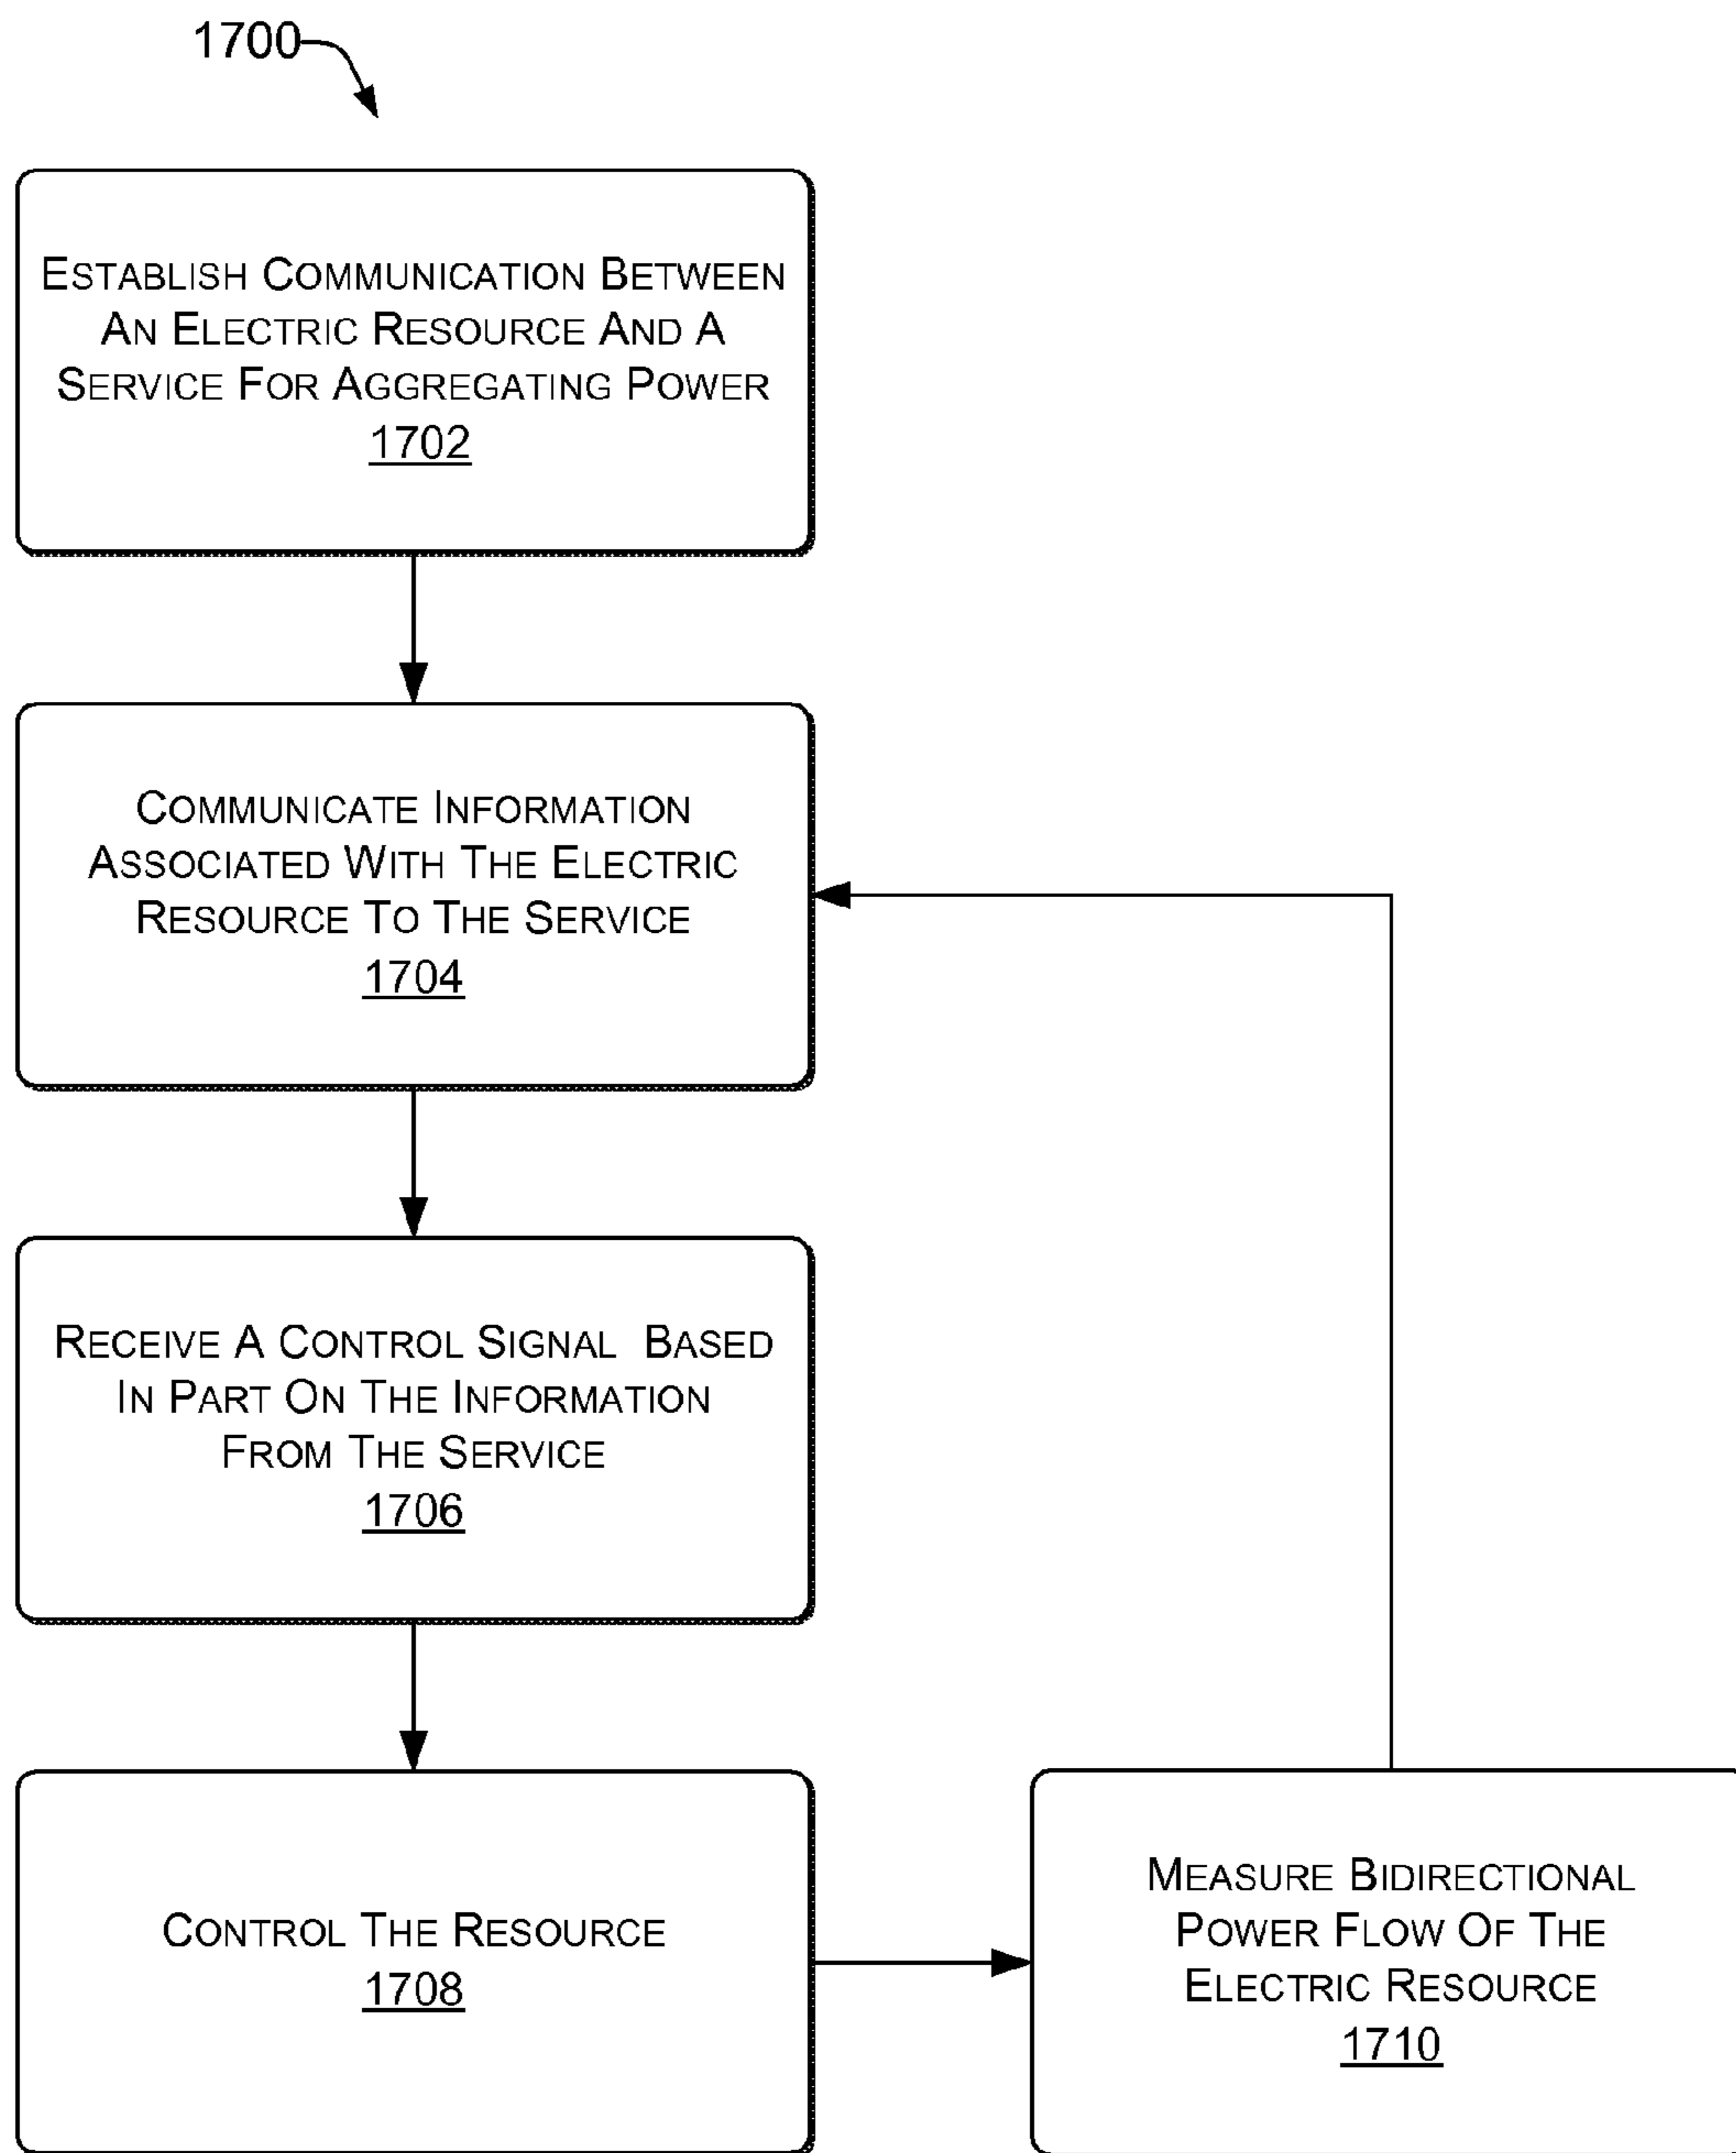 1700
ESTABLISH COMMUNICATION BETWEEN
AN ELECTRIC RESOURCE AND A
SERVICE FOR AGGREGATING POWER
1702
COMMUNICATE INFORMATION
ASSOCIATED WITH THE ELECTRIC
RESOURCE TO THE SERVICE
1704
RECEIVE A CONTROL SIGNAL BASED
IN PART ON THE INFORMATION
FROM THE SERVICE
1706
CONTROL THE RESOURCE
1708
MEASURE BIDIRECTIONAL
POWER FLOW OF THE
ELECTRIC RESOURCE
1710